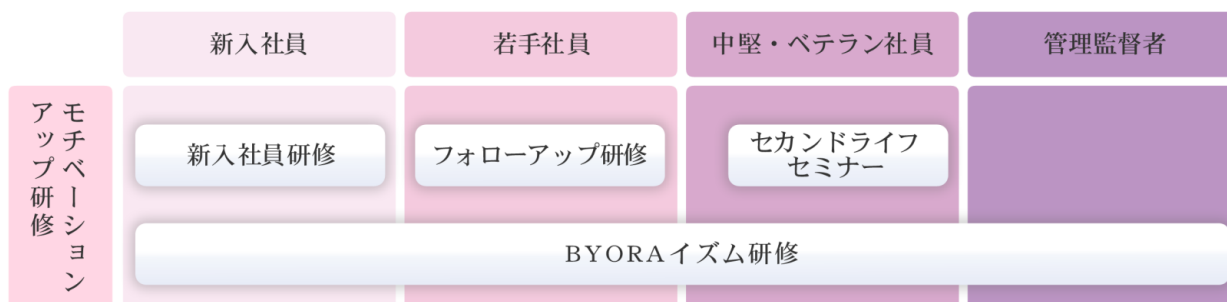 新入社員
若手社員
中堅・ベテラン社員
管理監督者
モチベーション
アップ研修
新入社員研修
フォローアップ研修
セカンドライフ
セミナー
BYORAイズム研修